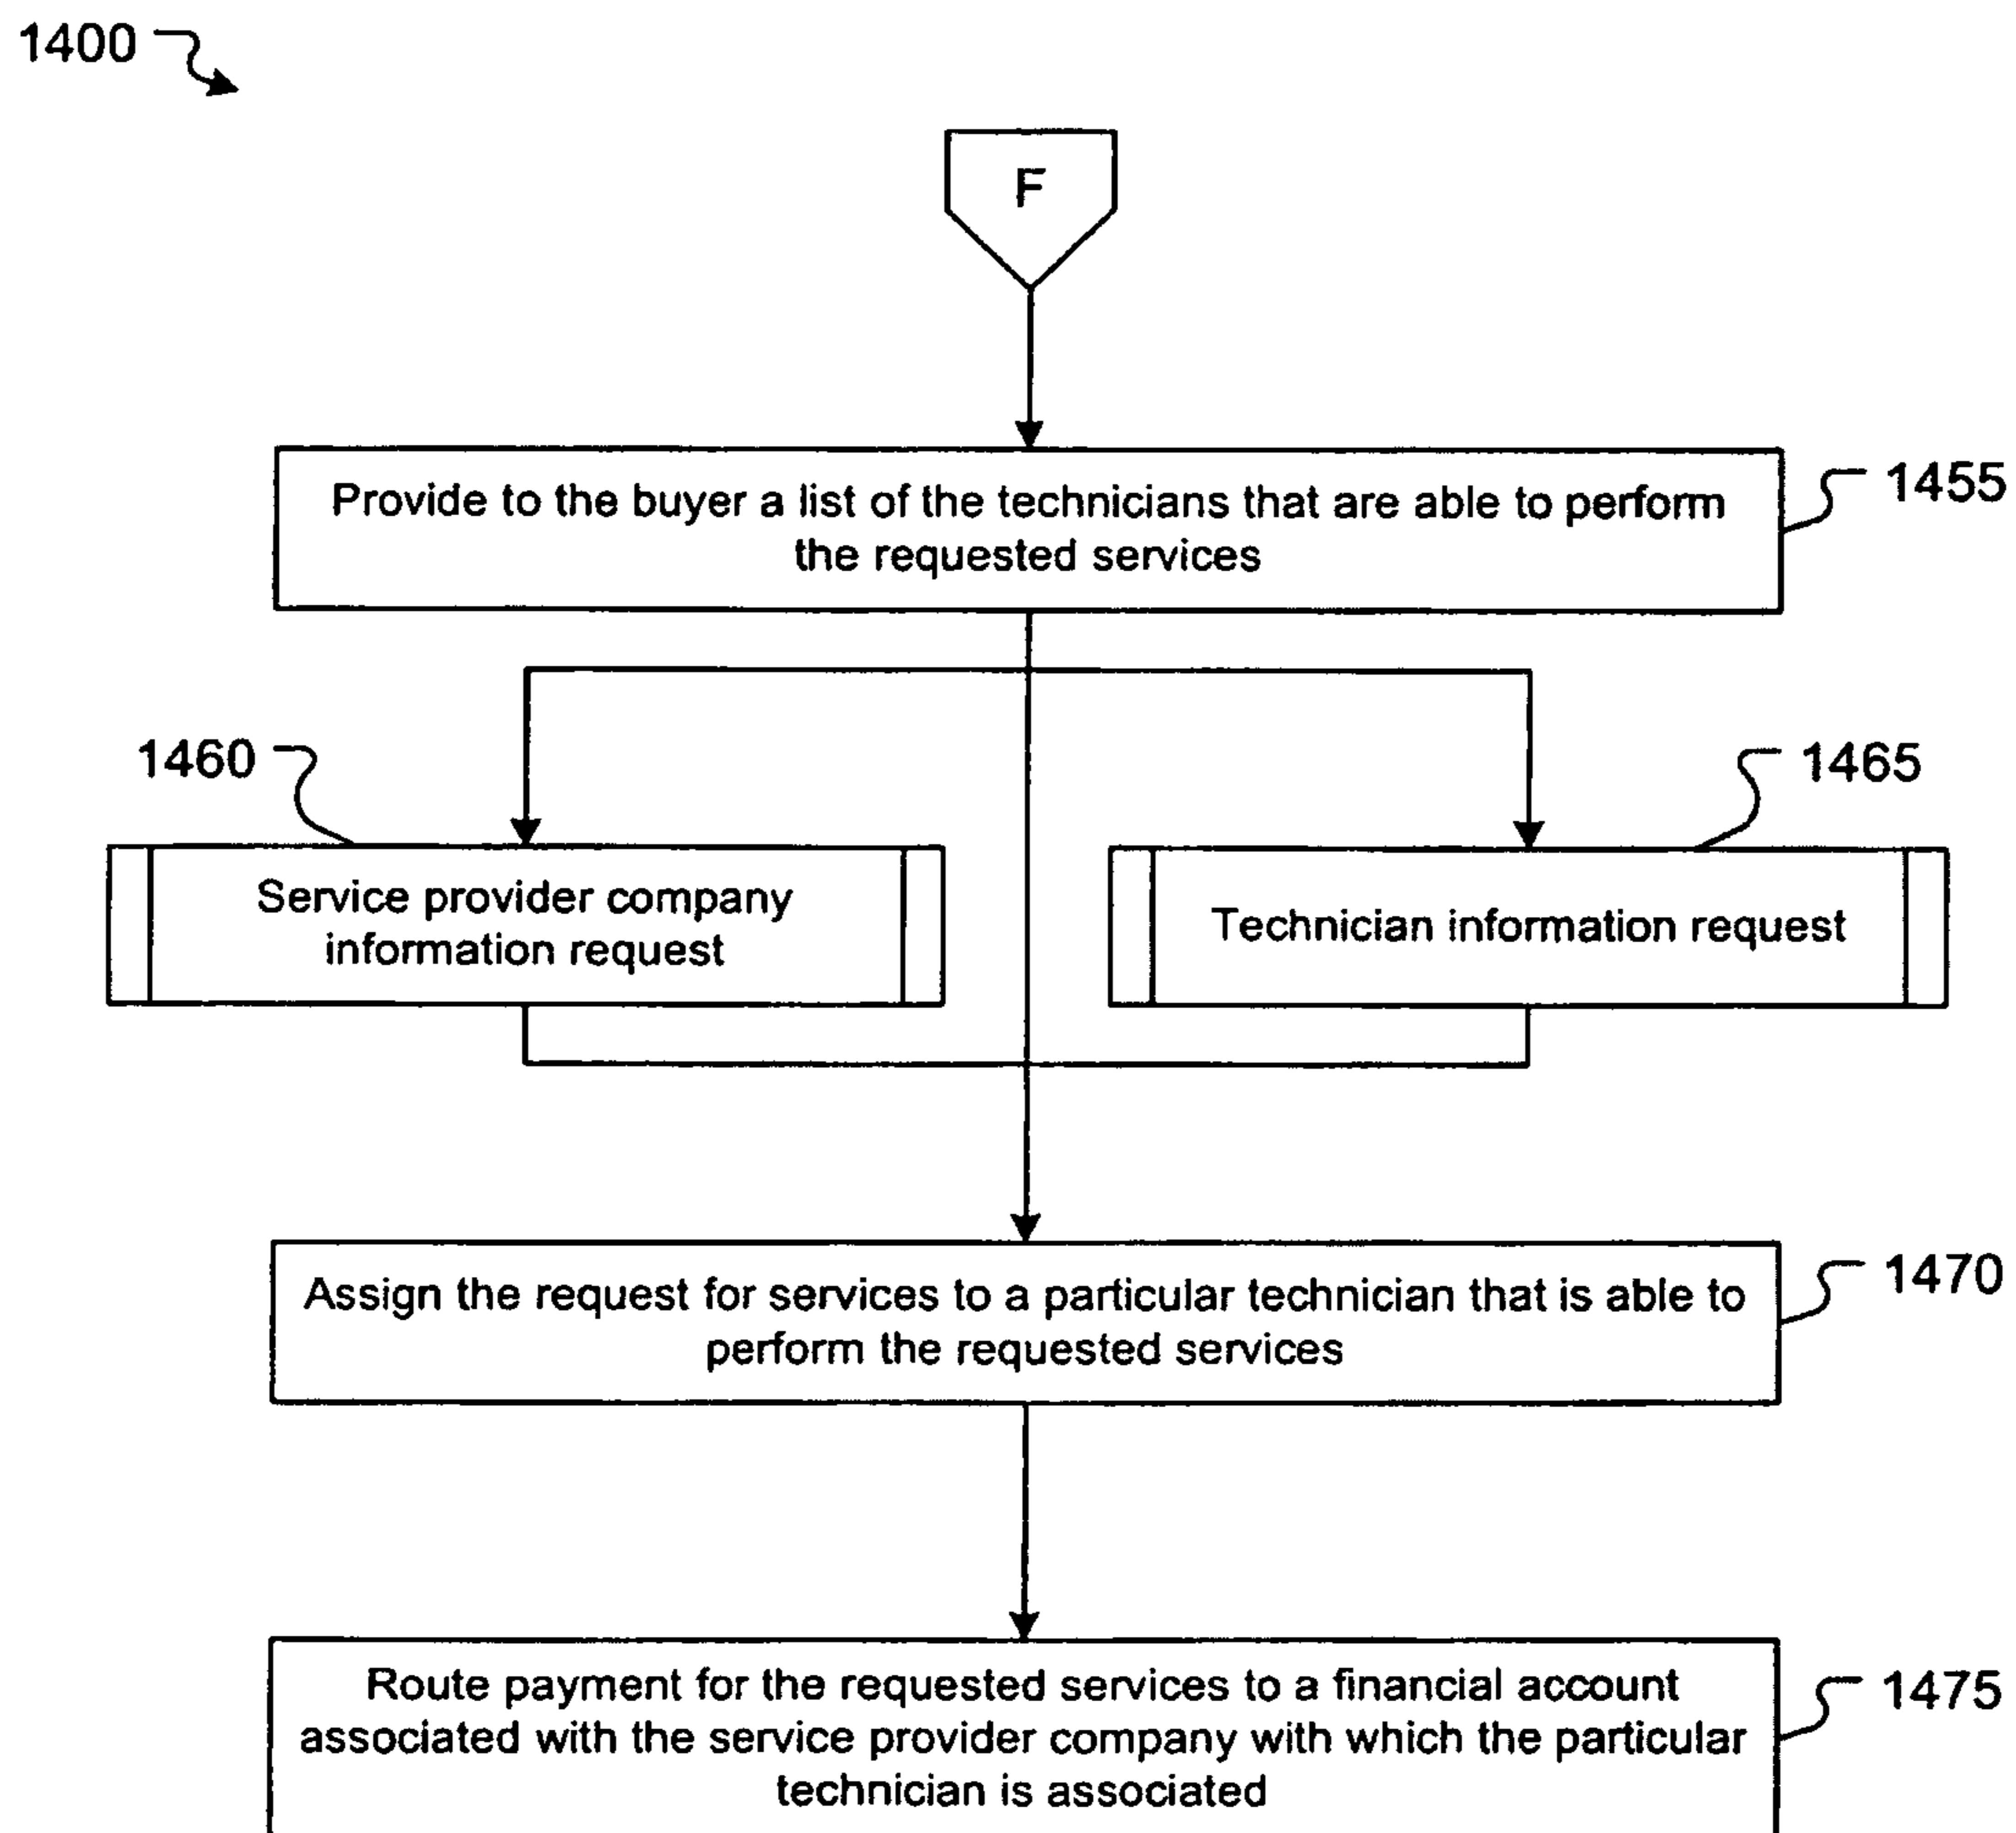 1400
F
Provide to the buyer a list of the technicians that are able to perform
the requested services
1455
1460
1465
Service provider company
information request
Technician information request
Assign the request for services to a particular technician that is able to
perform the requested services
1470
Route payment for the requested services to a financial account
associated with the service provider company with which the particular
technician is associated
1475